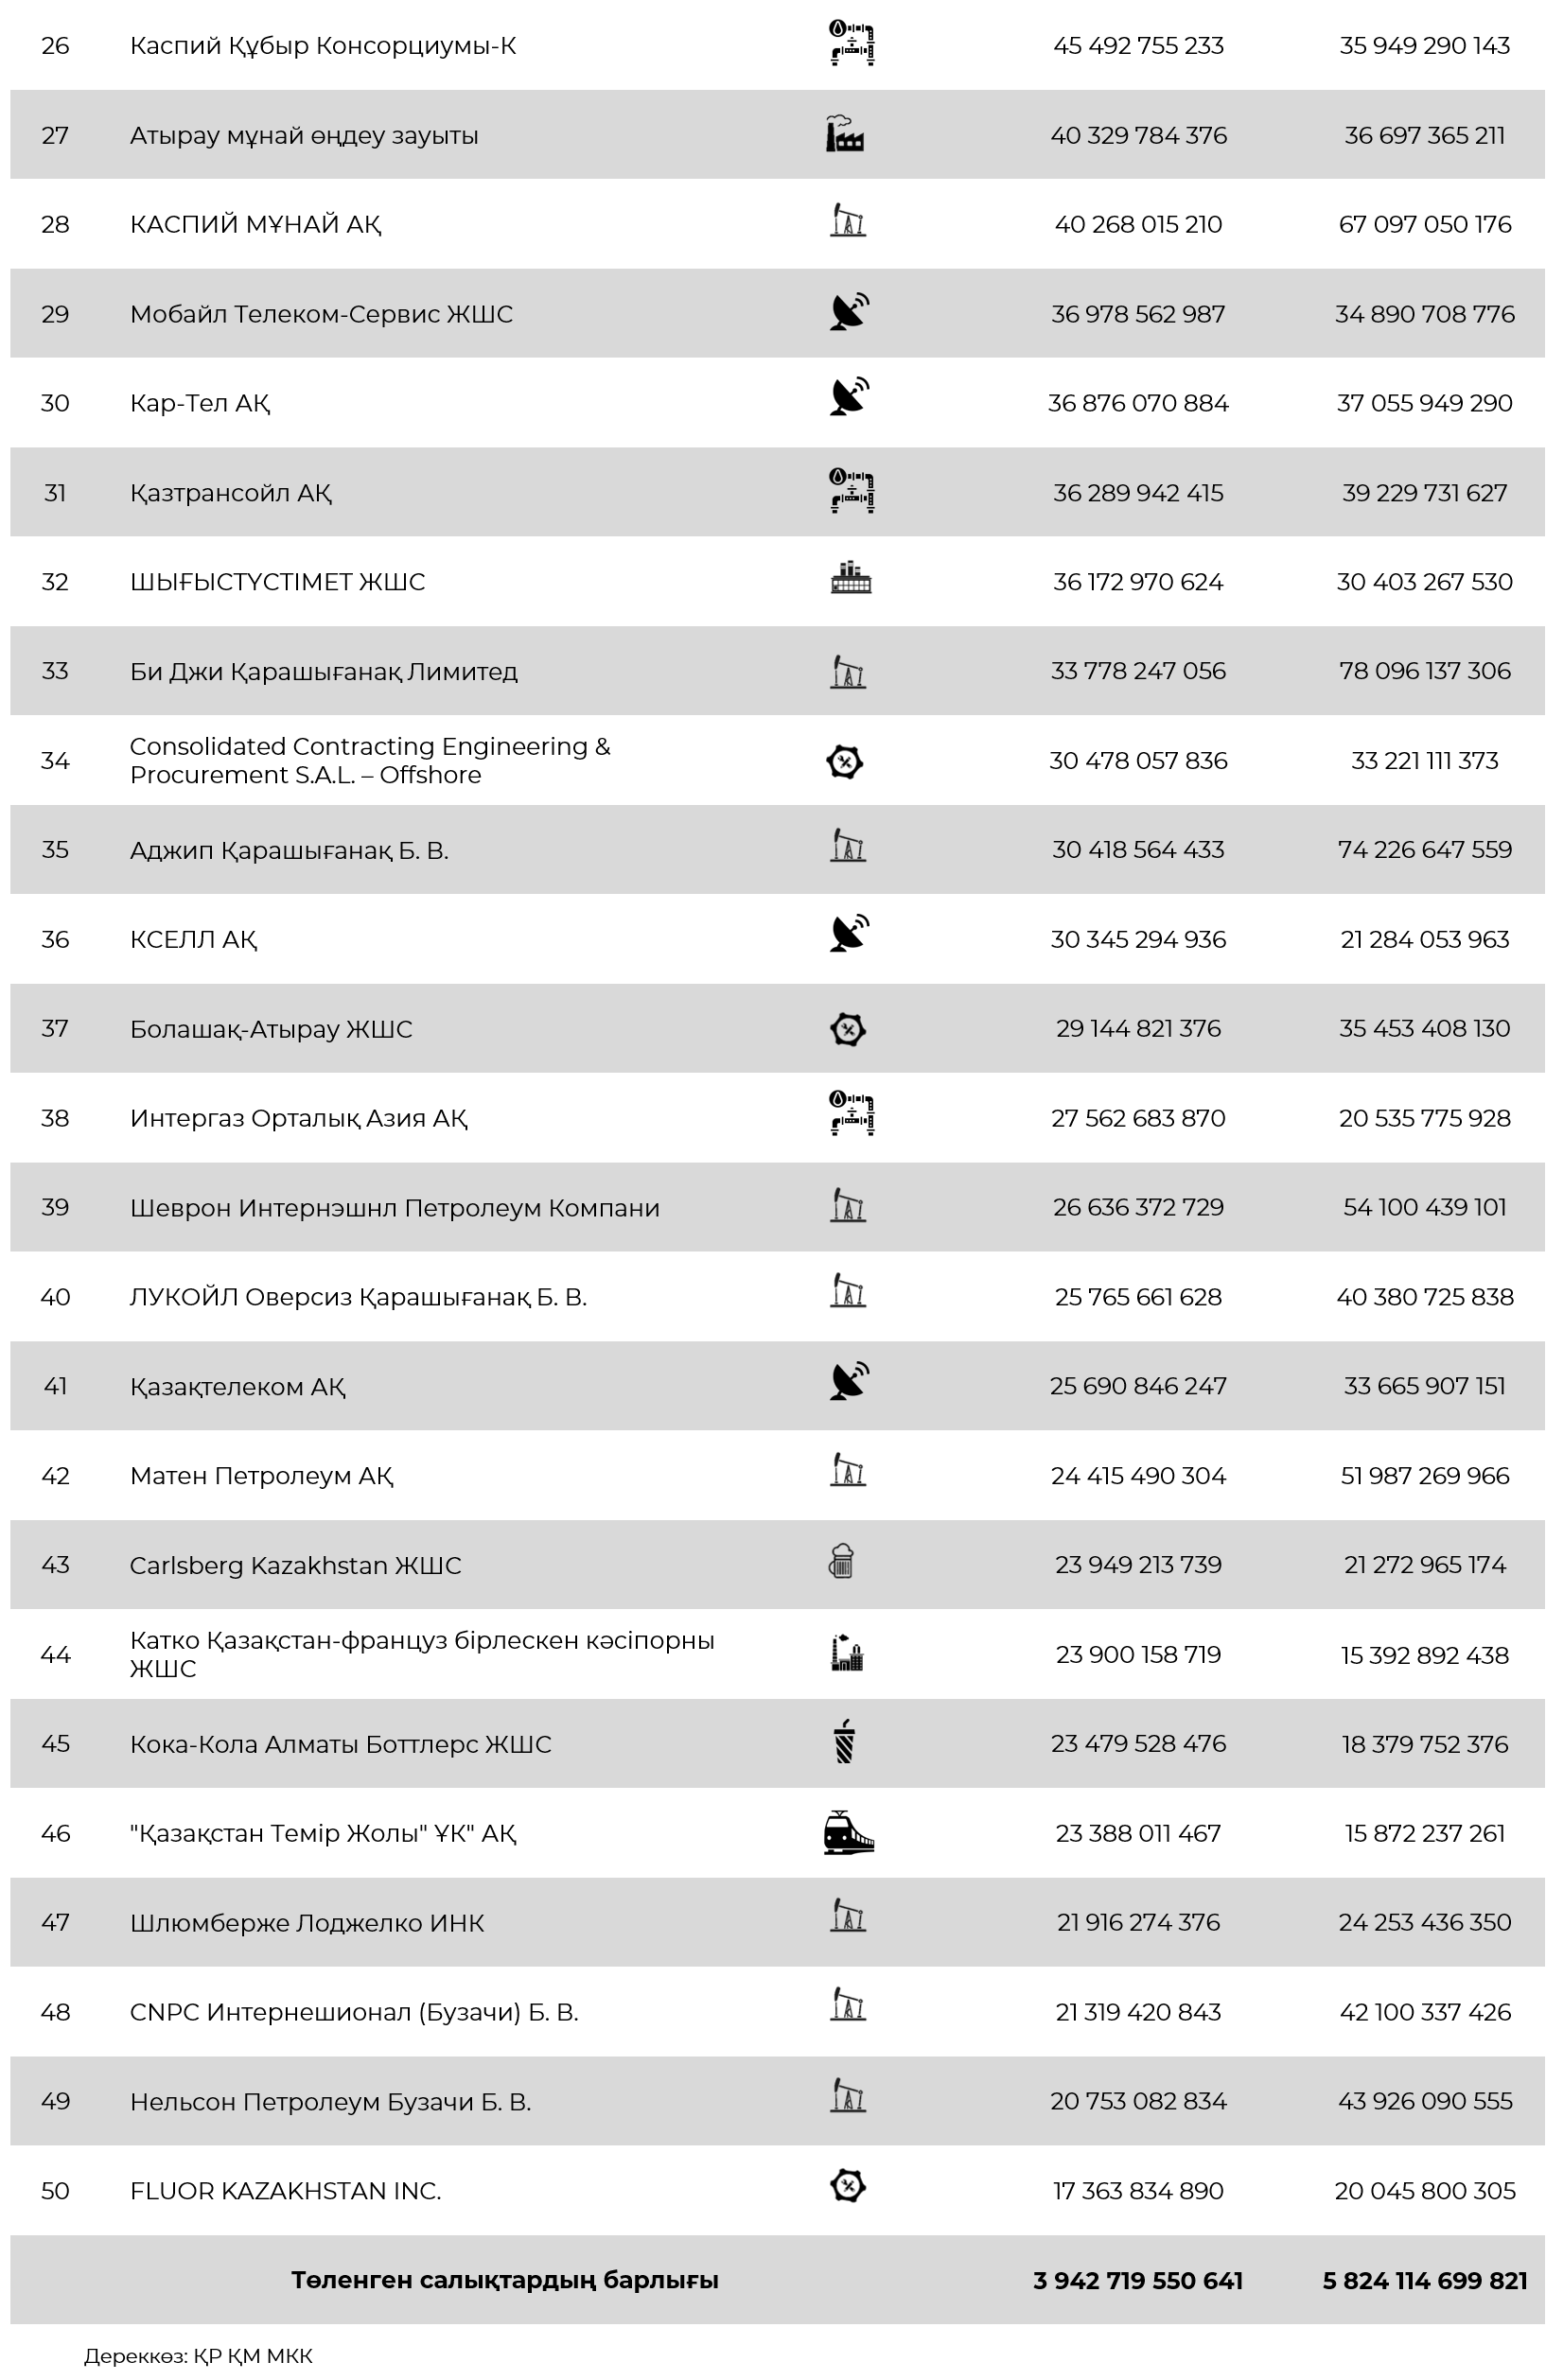 26 Каспий Құбыр Консорциумы-К 45 492 755 233 35 949 290 143
27 Атырау мұнай өңдеу зауыты 40 329 784 376 36 697 365 211
28 КАСПИЙ МҰНАЙ АҚ 40 268 015 210 67 097 050 176
29 Мобайл Телеком-Сервис ЖШС 36 978 562 987 34 890 708 776
30 Кар-Тел АҚ 36 876 070 884 37 055 949 290
31 Қазтрансойл АҚ 36 289 942 415 39 229 731 627
32 ШЫҒЫСТҮСТІМЕТ ЖШС 36 172 970 624 30 403 267 530
33 Би Джи Қарашығанақ Лимитед 33 778 247 056 78 096 137 306
34 Consolidated Contracting Engineering &
Procurement S.A.L. – Offshore 30 478 057 836 33 221 111 373
35 Аджип Қарашығанақ Б. В. 30 418 564 433 74 226 647 559
36 КСЕЛЛ АҚ 30 345 294 936 21 284 053 963
37 Болашақ-Атырау ЖШС 29 144 821 376 35 453 408 130
38 Интергаз Орталық Азия АҚ 27 562 683 870 20 535 775 928
39 Шеврон Интернэшнл Петролеум Компани 26 636 372 729 54 100 439 101
40 ЛУКОЙЛ Оверсиз Қарашығанақ Б. В. 25 765 661 628 40 380 725 838
41 Қазақтелеком АҚ 25 690 846 247 33 665 907 151
42 Матен Петролеум АҚ 24 415 490 304 51 987 269 966
43 Carlsberg Kazakhstan ЖШС 23 949 213 739 21 272 965 174
44 Катко Қазақстан-француз бірлескен кәсіпорны
ЖШС 23 900 158 719 15 392 892 438
45 Кока-Кола Алматы Боттлерс ЖШС 23 479 528 476 18 379 752 376
46 "Қазақстан Темір Жолы" ҰК" АҚ 23 388 011 467 15 872 237 261
47 Шлюмберже Лоджелко ИНК 21 916 274 376 24 253 436 350
48 CNPC Интернешионал (Бузачи) Б. В. 21 319 420 843 42 100 337 426
49 Нельсон Петролеум Бузачи Б. В. 20 753 082 834 43 926 090 555
50 FLUOR KAZAKHSTAN INC. 17 363 834 890 20 045 800 305
Төленген салықтардың барлығы 3 942 719 550 641 5 824 114 699 821
Дереккөз: ҚР ҚМ МКК